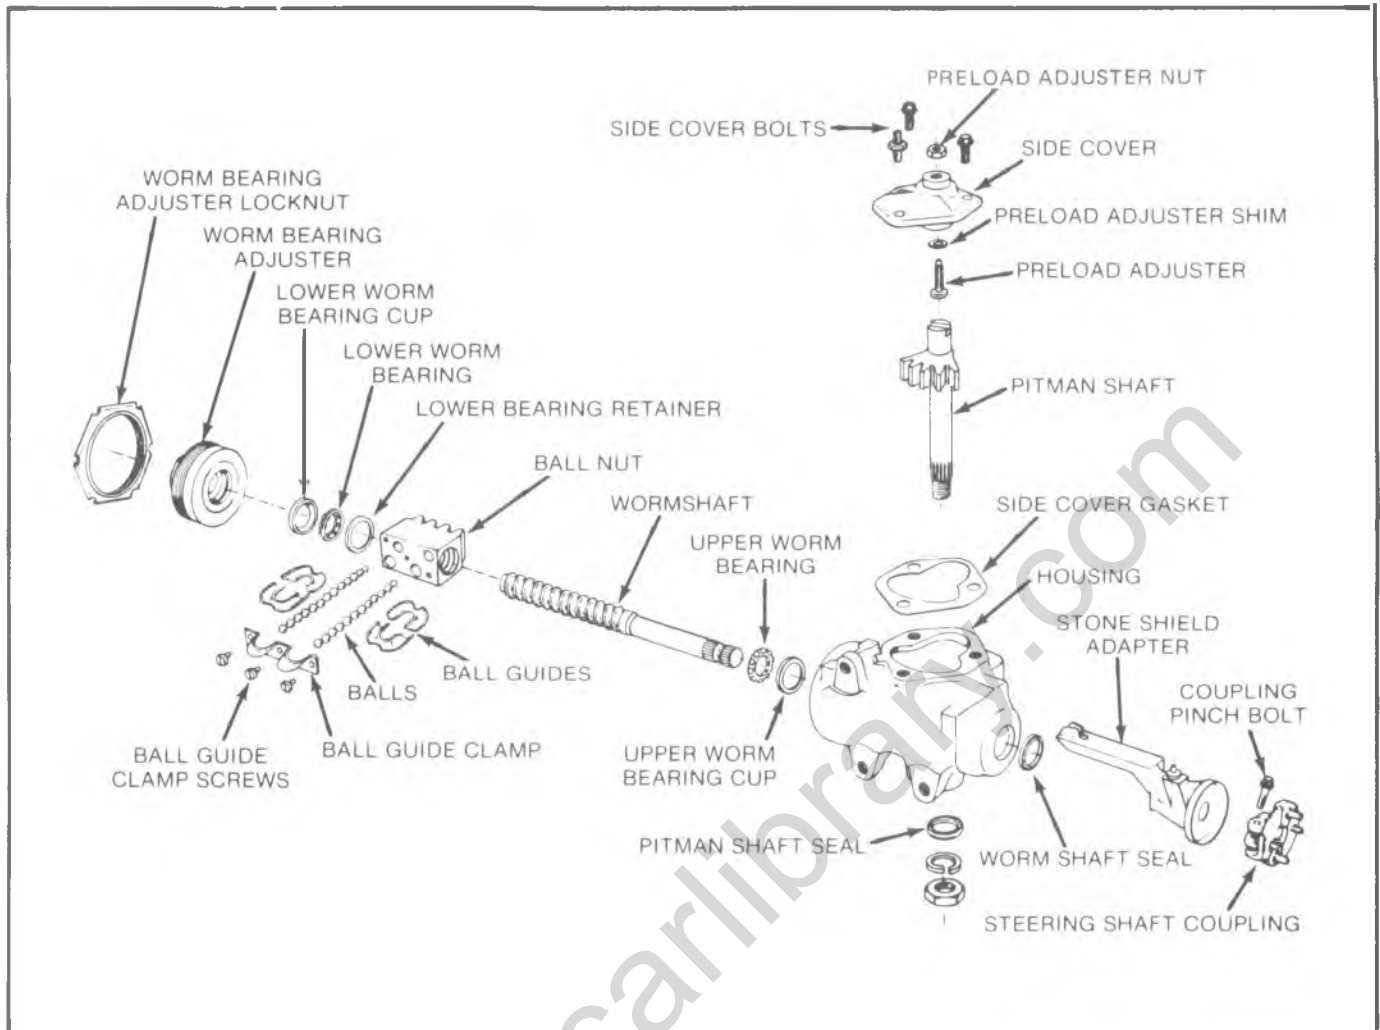 PRELOAD ADJUSTER NUT
SIDE COVER BOLTS
SIDE COVER
WORM BEARING
ADJUSTER LOCKNUT
PRELOAD ADJUSTER SHIM
WORM BEARING
ADJUSTER
PRELOAD ADJUSTER
LOWER WORM
BEARING CUP
LOWER WORM
BEARING
PITMAN SHAFT
LOWER BEARING RETAINER
BALL NUT
WORMSHAFT
SIDE COVER GASKET
UPPER WORM
BEARING
HOUSING
STONE SHIELD
ADAPTER
BALL GUIDES
BALLS
COUPLING
PINCH BOLT
BALL GUIDE
CLAMP SCREWS
BALL GUIDE CLAMP
UPPER WORM
BEARING CUP
PITMAN SHAFT SEAL
WORM SHAFT SEAL
STEERING SHAFT COUPLING
carlibrary.com